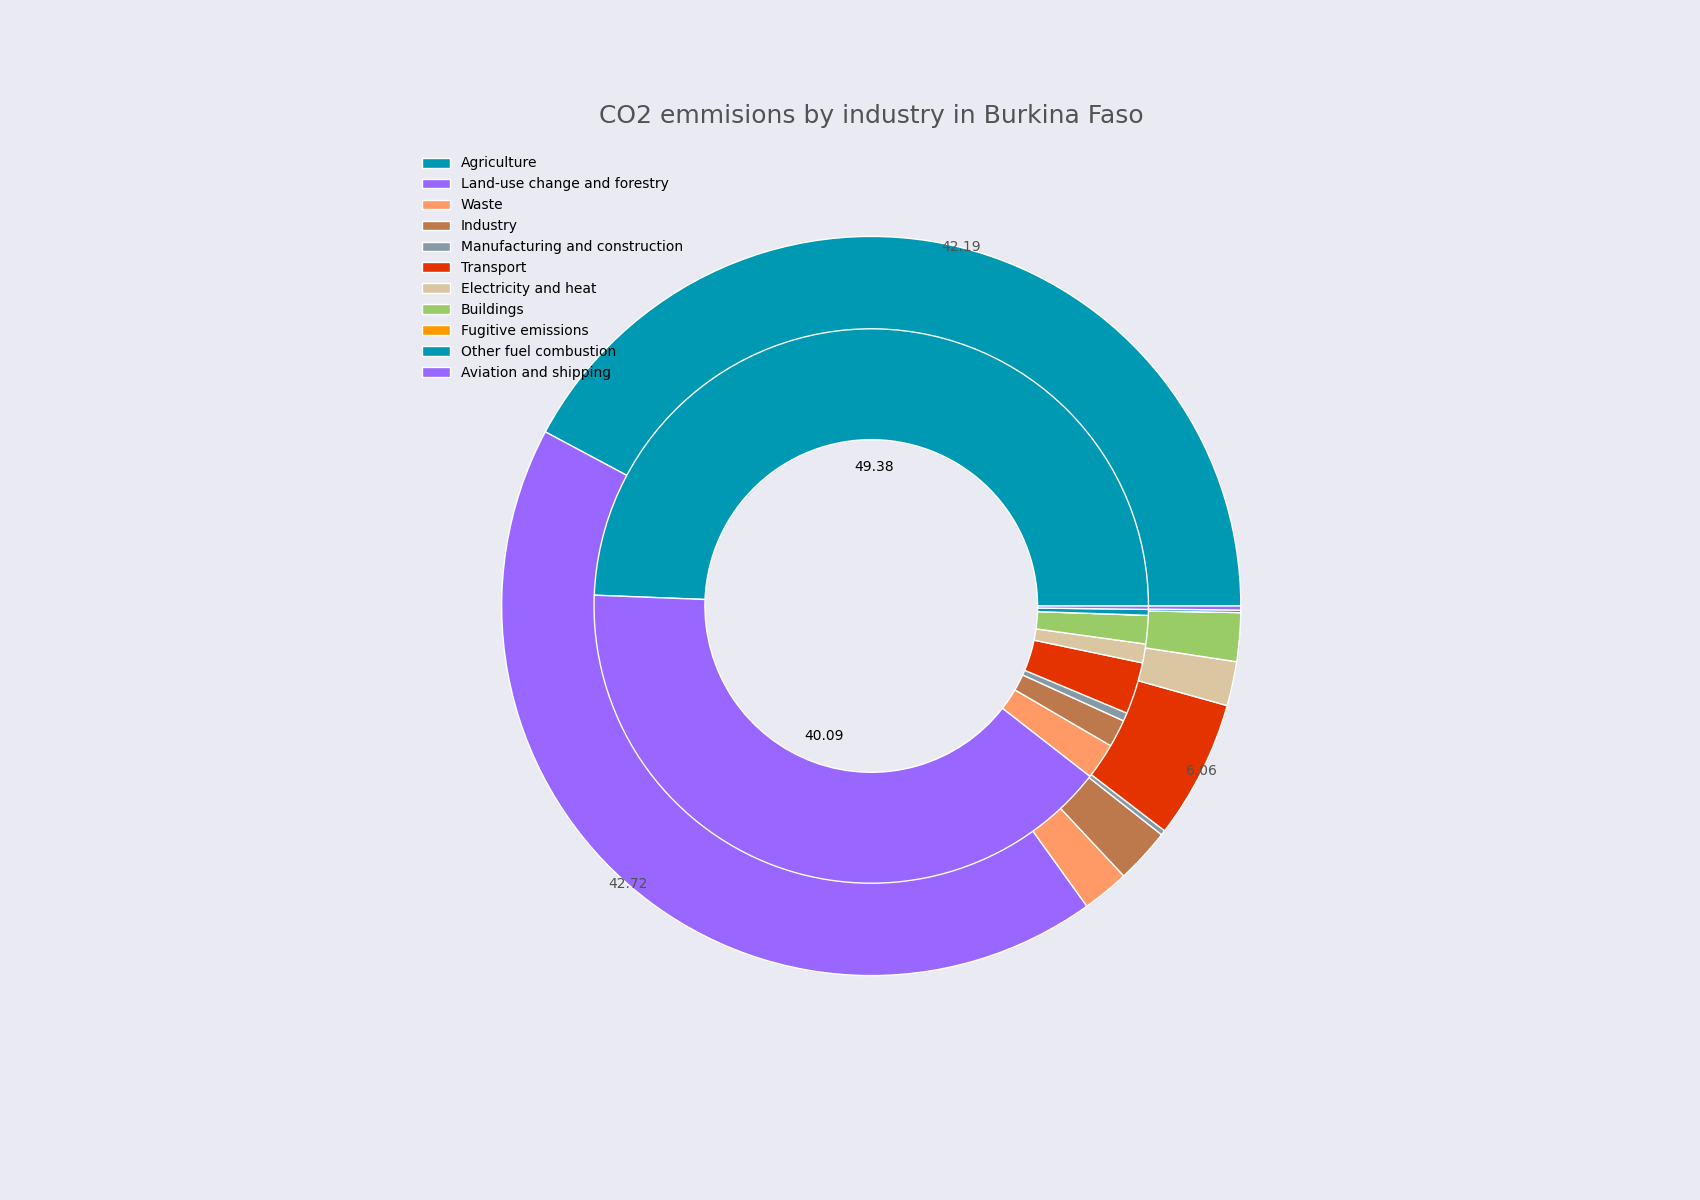 CO2 emmisions by industry in Burkina Faso
Agriculture
Land-use change and forestry
Waste
Industry
Manufacturing and construction
Transport
Electricity and heat
Buildings
Fugitive emissions
Other fuel combustion
Aviation and shipping
42.19
49.38
40.09
6.06
42.72